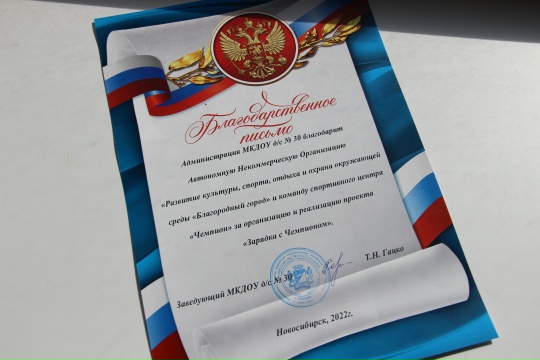 Благодарственное
письмо
Администрация МКДОУ д/с № 30 благодарит
Автономную Некоммерческую Организацию
«Развитие культуры, спорта, отдыха и охрана окружающей
среды «Благородный город» и команду спортивного центра
«Чемпион» за организацию и реализацию проекта
«Зарядка с Чемпионом».
Заведующий МКДОУ д/с № 30 Т.Н. Гацко
Новосибирск, 2022г.